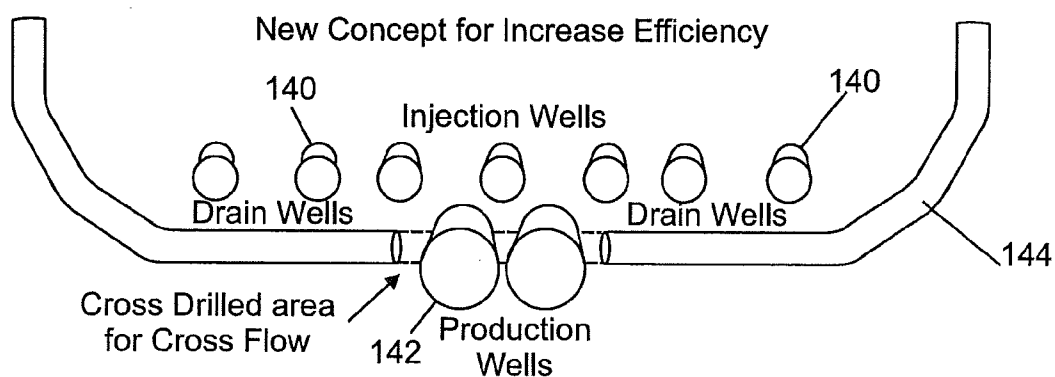 New Concept for Increase Efficiency
140
140
Injection Wells
Drain Wells
Drain Wells
144
Cross Drilled area
for Cross Flow
142
Production
Wells